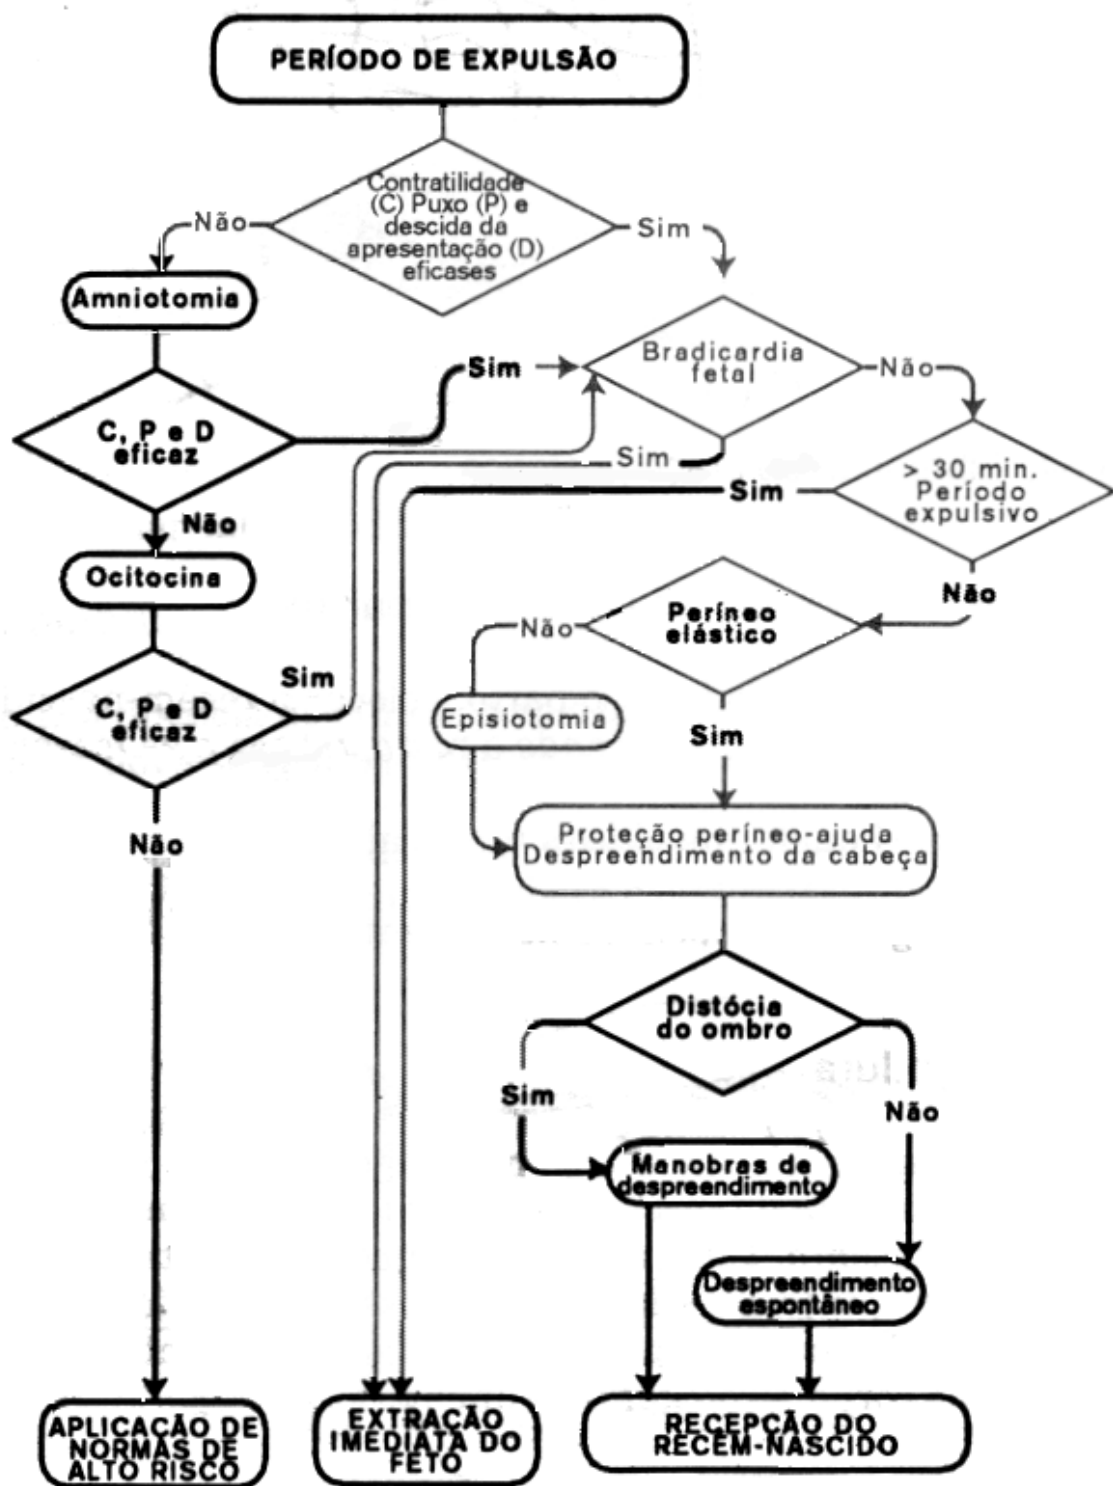 PERÍODO DE EXPULSÃO
Contratilidade
(C) Puxo (P) e
descida da
apresentação (D)
eficases
Não
Sim
Amniotomia
Bradicardia
fetal
Sim
Não
C, P e D
eficaz
Sim
> 30 min.
Período
expulsivo
Sim
Não
Ocitocina
Não
Períneo
elástico
Não
Sim
C, P e D
eficaz
Episiotomia
Sim
Não
Proteção períneo-ajuda
Despreendimento da cabeça
Distócia
do ombro
Sim
Não
Manobras de
despreendimento
Despreendimento
espontâneo
APLICAÇÃO DE
NORMAS DE
ALTO RISCO
EXTRAÇÃO
IMEDIATA DO
FETO
RECEPÇÃO DO
RECÉM-NASCIDO